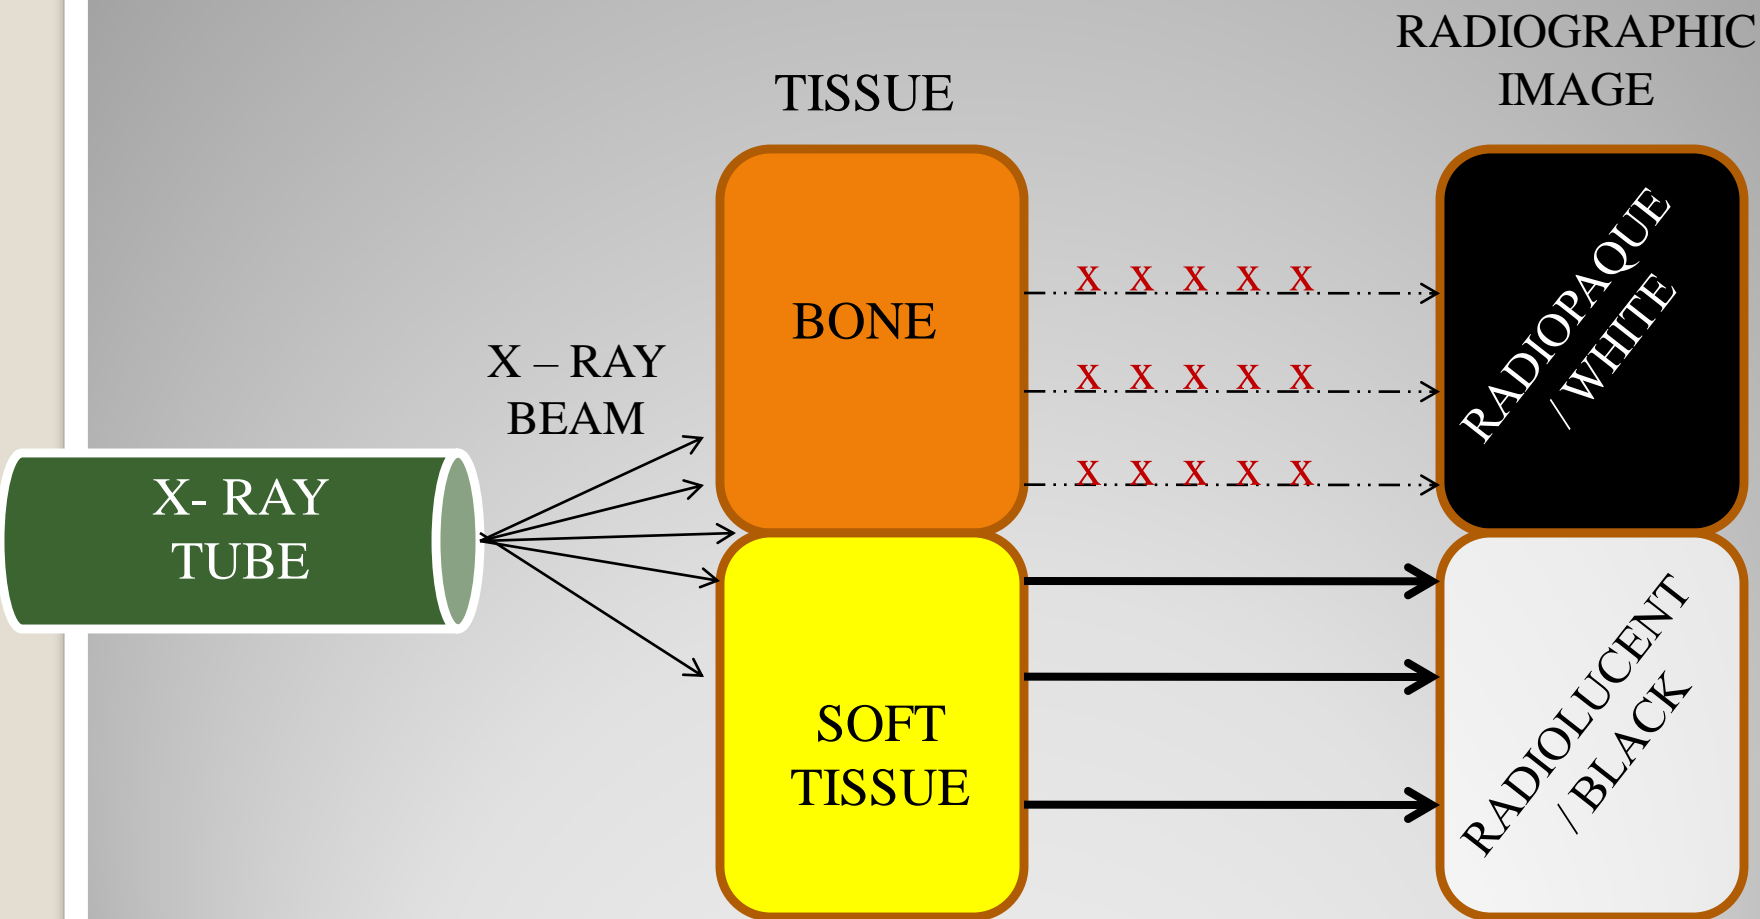 RADIOGRAPHIC
IMAGE
TISSUE
BONE
X X X X X
X X X X X
X X X X X
RADIOPAQUE
/ WHITE
X – RAY
BEAM
X- RAY
TUBE
SOFT
TISSUE
RADIOLUCENT
/ BLACK